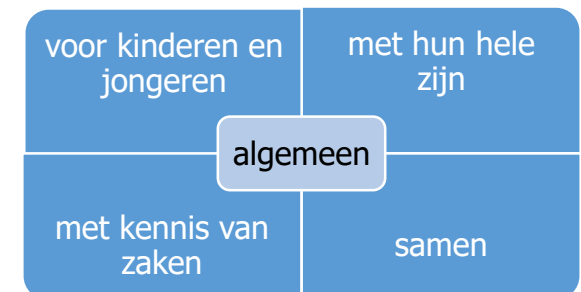 voor kinderen en
jongeren
met hun hele
zijn
algemeen
met kennis van
zaken
samen